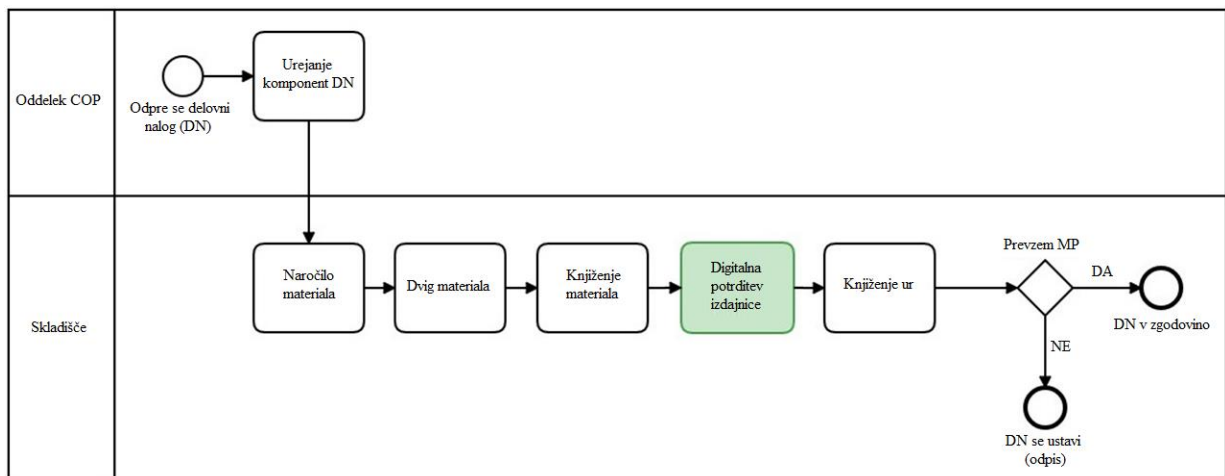 Oddelek COP
Odpre se delovni
nalog (DN)
Urejanje
komponent DN
Skladišče
Naročilo
materiala
Dvig materiala
Knjiženje
materiala
Digitalna
potrditev
izdajnice
Knjiženje ur
Prevzem MP
DA
DN v zgodovino
NE
DN se ustavi
(odpis)